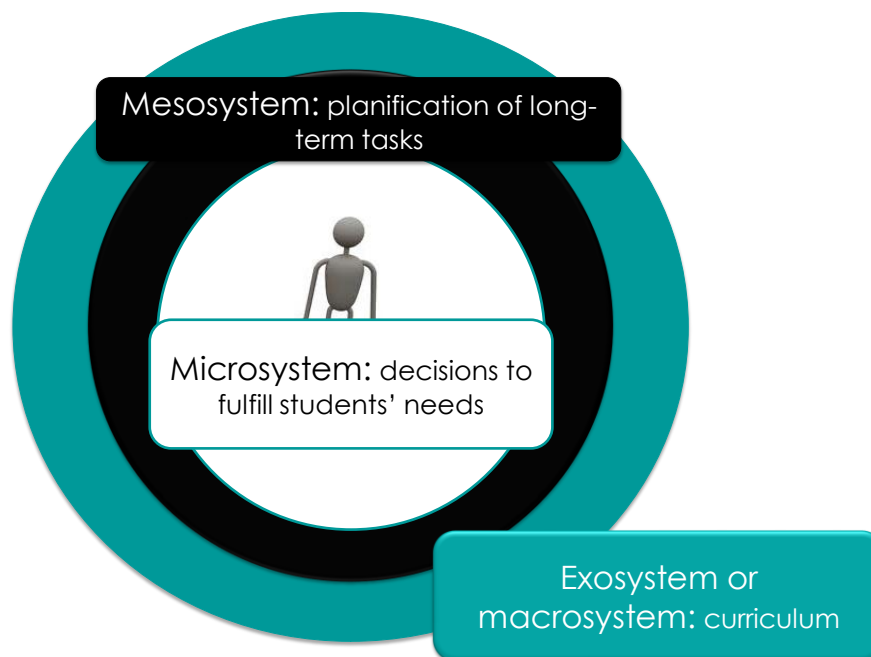 Mesosystem: planification of long-
term tasks
Microsystem: decisions to
fulfill students’ needs
Exosystem or
macrosystem: curriculum